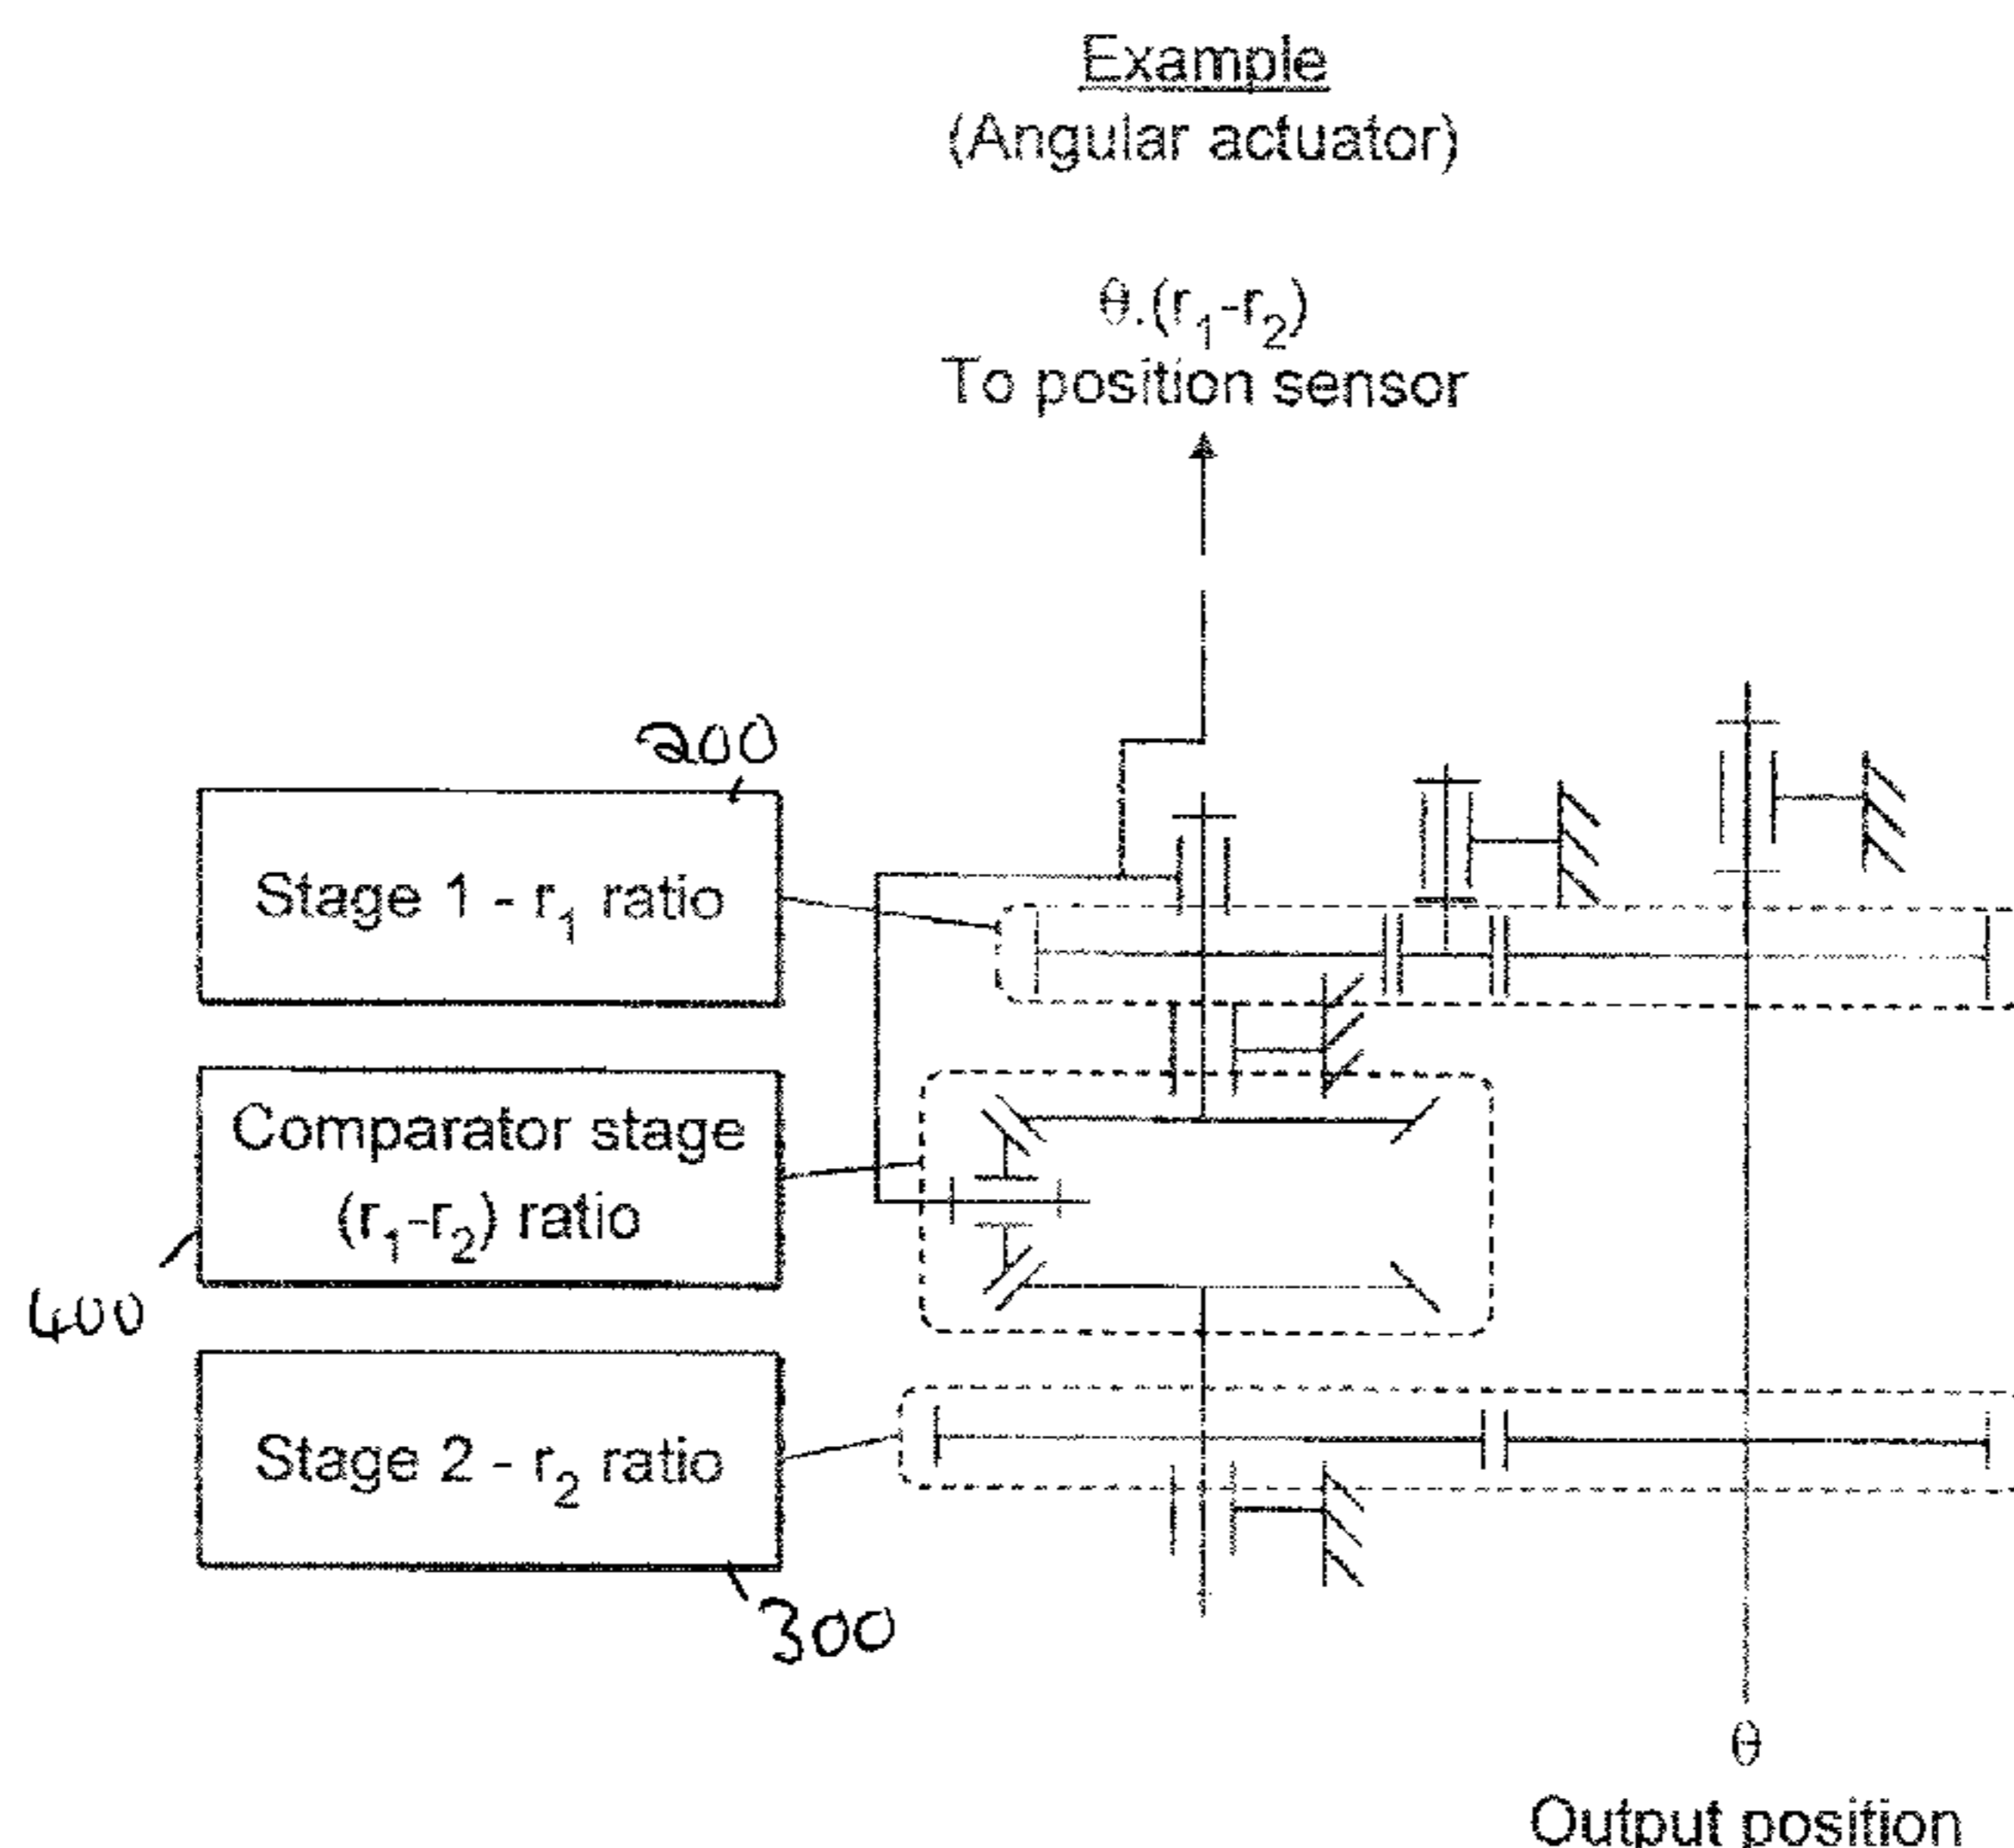 Example
(Angular actuator)
θ.(r₁-r₂)
To position sensor
200
Stage 1 - r₁ ratio
Comparator stage
(r₁-r₂) ratio
400
Stage 2 - r₂ ratio
300
θ
Output position